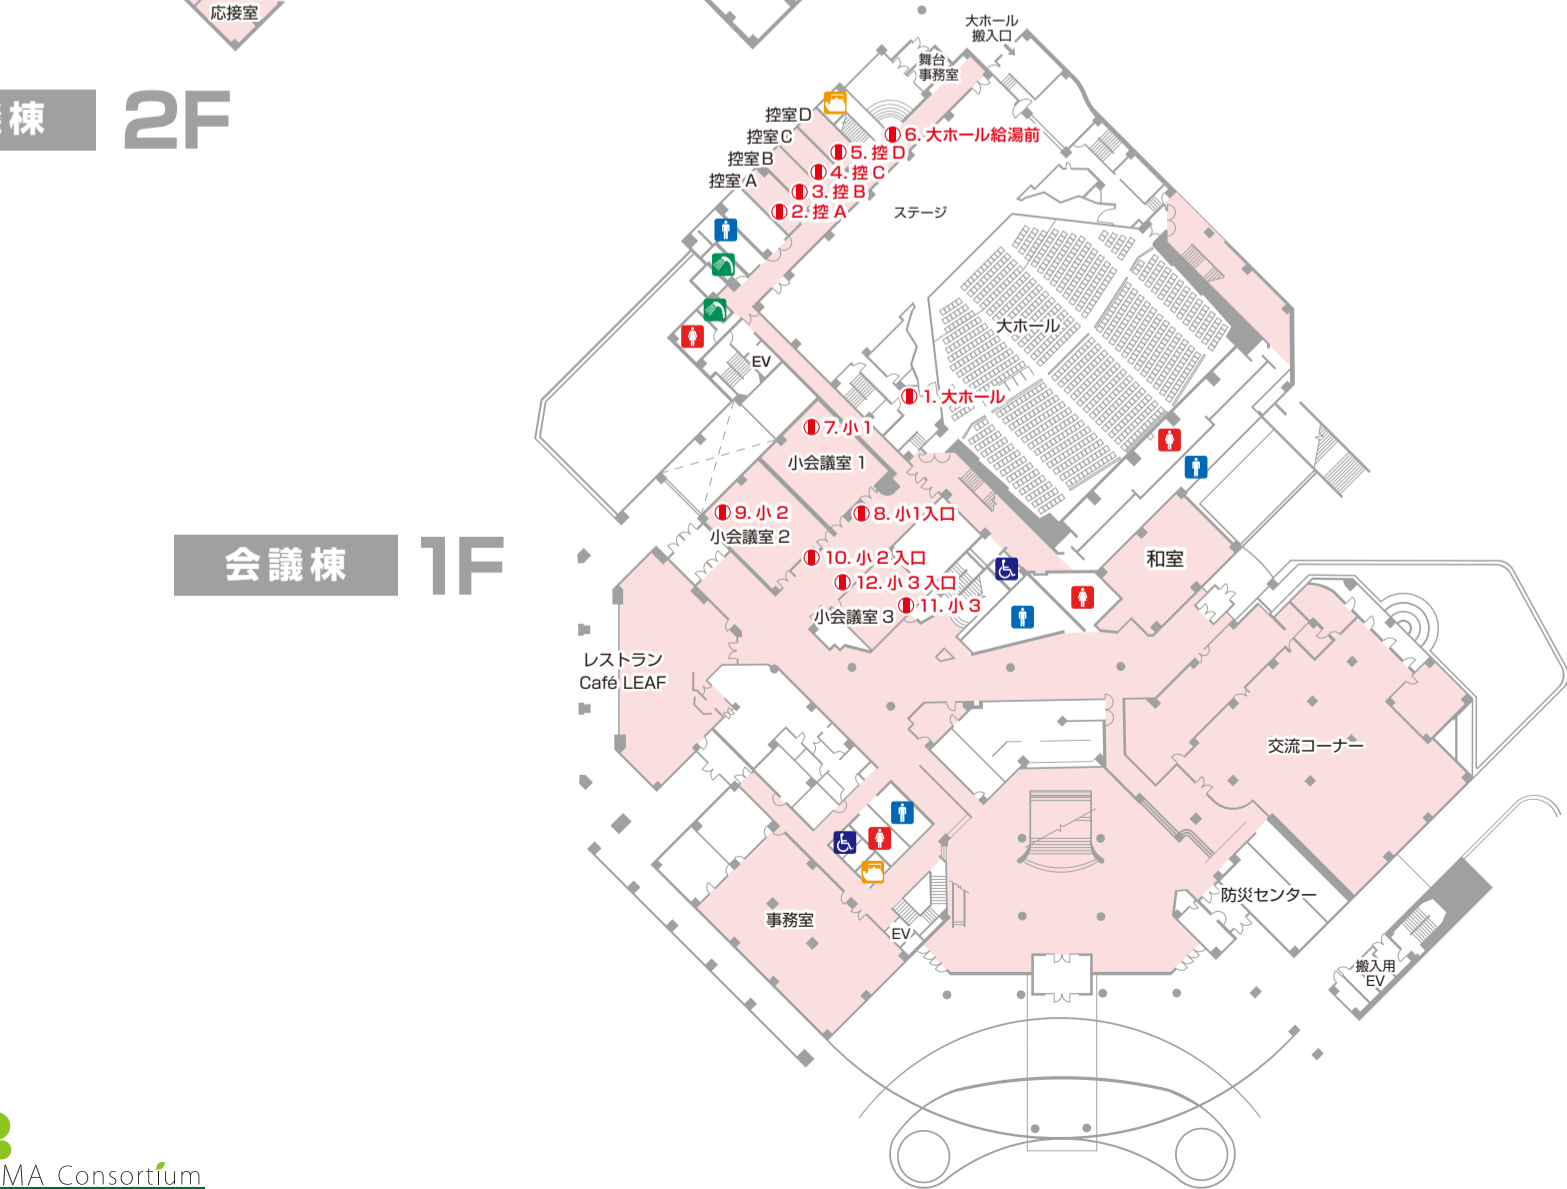 応接室
大ホール
搬入口
舞台
事務室
棟 2F
控室D
控室C
控室B
控室A
6. 大ホール給湯前
5. 控 D
4. 控 C
3. 控 B
2. 控 A
ステージ
大ホール
EV
1. 大ホール
7. 小1
小会議室 1
9. 小 2
小会議室 2
8. 小1入口
10. 小 2 入口
12. 小 3 入口
11. 小 3
小会議室 3
和室
会議棟 1F
レストラン
Café LEAF
交流コーナー
防災センター
事務室
EV
搬入用
EV
MA Consortium